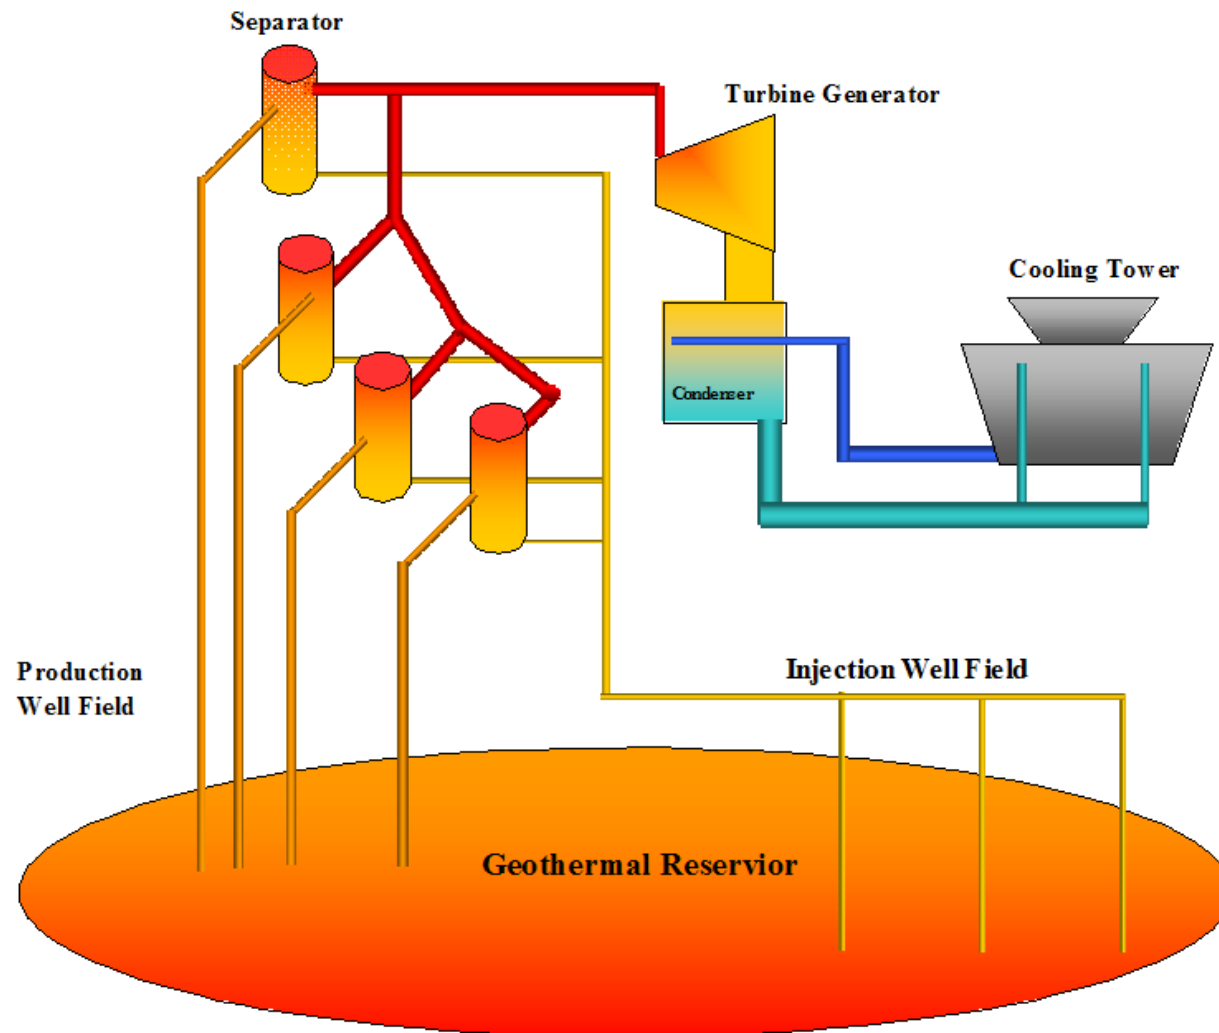 Separator
Turbine Generator
Cooling Tower
Condenser
Production
Well Field
Injection Well Field
Geothermal Reservior